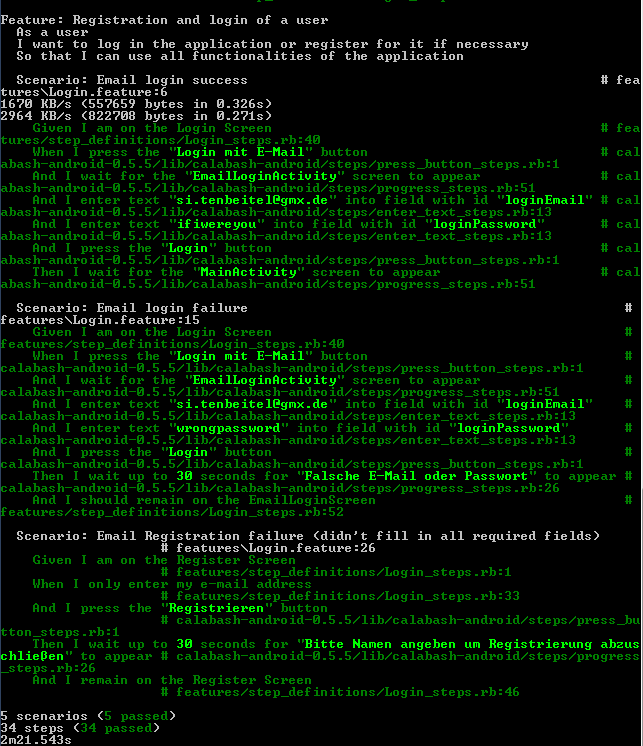 Feature: Registration and login of a user
As a user
I want to log in the application or register for it if necessary
So that I can use all functionalities of the application
Scenario: Email login success # fea
tures\Login.feature:6
1670 KB/s (557659 bytes in 0.326s)
2964 KB/s (822708 bytes in 0.271s)
Given I am on the Login Screen # fea
tures/step_definitions/Login_steps.rb:40
When I press the "Login mit E-Mail" button # cal
abash-android-0.5.5/lib/calabash-android/steps/press_button_steps.rb:1
And I wait for the "EmailLoginActivity" screen to appear # cal
abash-android-0.5.5/lib/calabash-android/steps/progress_steps.rb:51
And I enter text "si.tenbeitel@gmx.de" into field with id "loginEmail" # cal
abash-android-0.5.5/lib/calabash-android/steps/enter_text_steps.rb:13
And I enter text "ifiwereyou" into field with id "loginPassword" # cal
abash-android-0.5.5/lib/calabash-android/steps/enter_text_steps.rb:13
And I press the "Login" button # cal
abash-android-0.5.5/lib/calabash-android/steps/press_button_steps.rb:1
Then I wait for the "MainActivity" screen to appear # cal
abash-android-0.5.5/lib/calabash-android/steps/progress_steps.rb:51
Scenario: Email login failure #
features\Login.feature:15
Given I am on the Login Screen #
features/step_definitions/Login_steps.rb:40
When I press the "Login mit E-Mail" button #
calabash-android-0.5.5/lib/calabash-android/steps/press_button_steps.rb:1
And I wait for the "EmailLoginActivity" screen to appear #
calabash-android-0.5.5/lib/calabash-android/steps/progress_steps.rb:51
And I enter text "si.tenbeitel@gmx.de" into field with id "loginEmail" #
calabash-android-0.5.5/lib/calabash-android/steps/enter_text_steps.rb:13
And I enter text "wrongpassword" into field with id "loginPassword" #
calabash-android-0.5.5/lib/calabash-android/steps/enter_text_steps.rb:13
And I press the "Login" button #
calabash-android-0.5.5/lib/calabash-android/steps/press_button_steps.rb:1
Then I wait up to 30 seconds for "Falsche E-Mail oder Passwort" to appear #
calabash-android-0.5.5/lib/calabash-android/steps/progress_steps.rb:26
And I should remain on the EmailLoginScreen #
features/step_definitions/Login_steps.rb:52
Scenario: Email Registration failure (didn't fill in all required fields)
# features\Login.feature:26
Given I am on the Register Screen
# features/step_definitions/Login_steps.rb:1
When I only enter my e-mail address
# features/step_definitions/Login_steps.rb:33
And I press the "Registrieren" button
# calabash-android-0.5.5/lib/calabash-android/steps/press_bu
tton_steps.rb:1
Then I wait up to 30 seconds for "Bitte Namen angeben um Registrierung abzus
chließen" to appear # calabash-android-0.5.5/lib/calabash-android/steps/progress
_steps.rb:26
And I remain on the Register Screen
# features/step_definitions/Login_steps.rb:46
5 scenarios (5 passed)
34 steps (34 passed)
2m21.543s